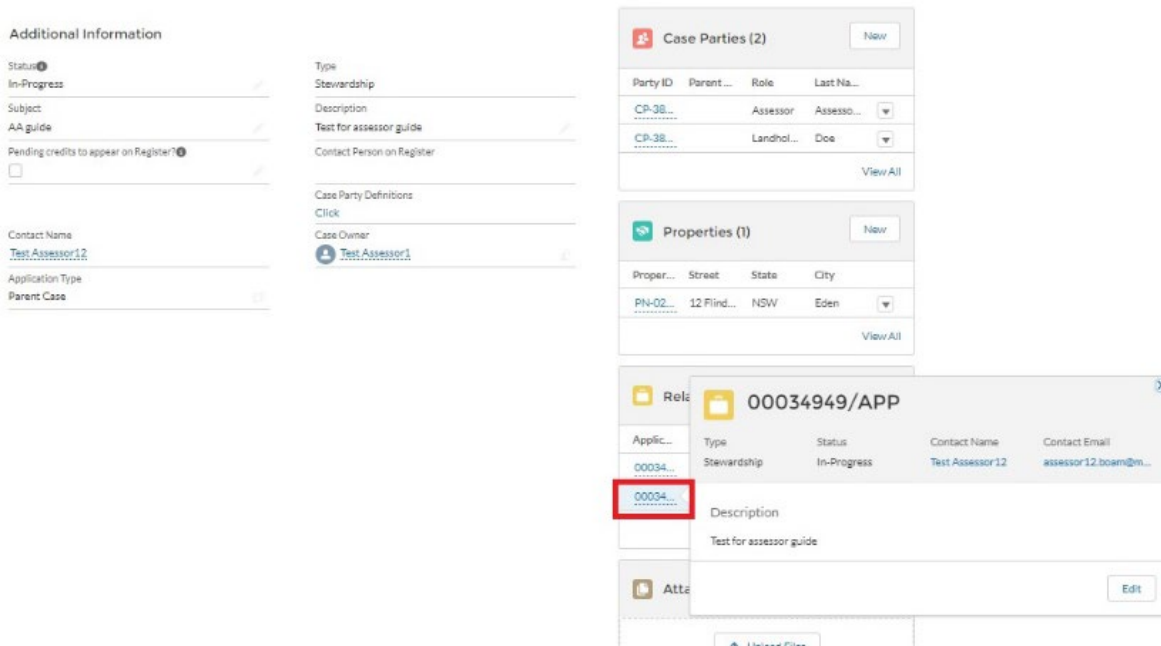 Additional Information
Status
Type
In-Progress
Stewardship
Subject
Description
AA guide
Test for assessor guide
Pending credits to appear on Register?
Contact Person on Register
Case Party Definitions
Click
Contact Name
Case Owner
Test Assessor12
Test Assessor1
Application Type
Parent Case
Case Parties (2)
New
Party ID Parent ... Role Last Na...
CP-38... Assessor Assesso...
CP-38... Landhol... Doe
View All
Properties (1)
New
Proper... Street State City
PN-02... 12 Flind... NSW Eden
View All
Rela
Applic...
00034...
00034...
00034949/APP
Type Status Contact Name Contact Email
Stewardship In-Progress Test Assessor12 assessor12.boam@m...
Description
Test for assessor guide
Edit
Atta
Upload Files